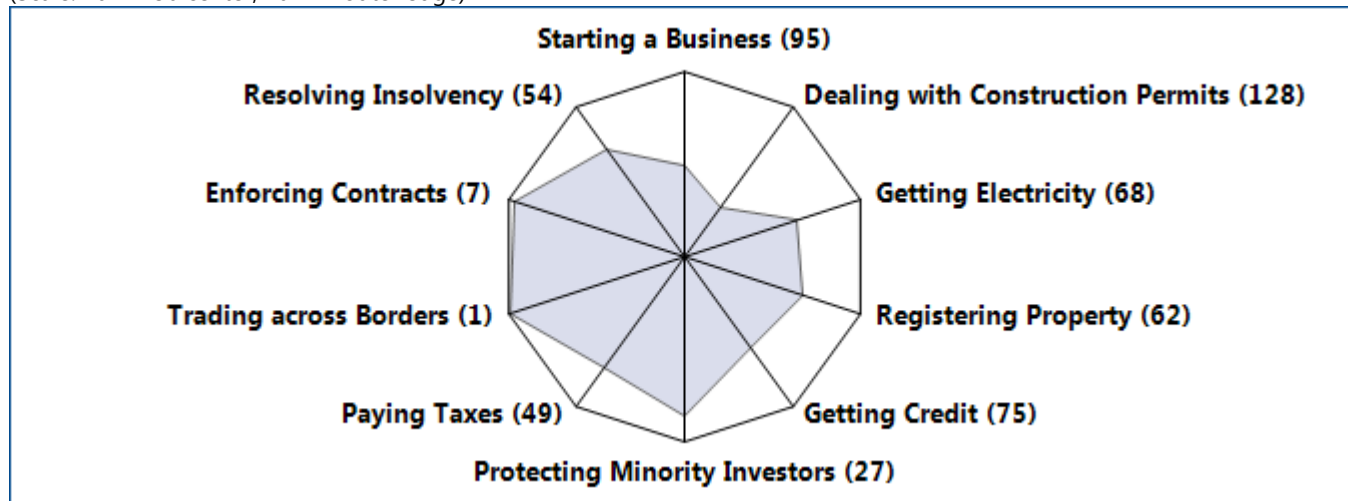 Starting a Business (95)
Resolving Insolvency (54)
Dealing with Construction Permits (128)
Enforcing Contracts (7)
Getting Electricity (68)
Trading across Borders (1)
Registering Property (62)
Paying Taxes (49)
Getting Credit (75)
Protecting Minority Investors (27)